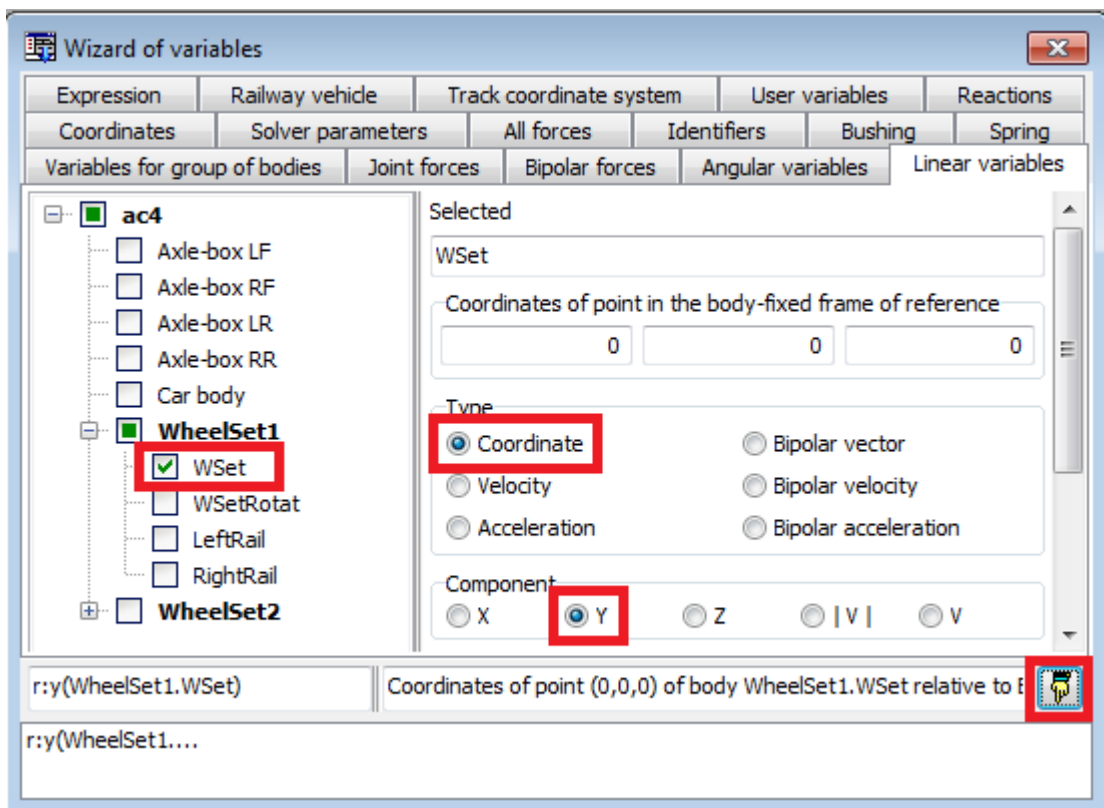 Wizard of variables
Expression Railway vehicle Track coordinate system User variables Reactions
Coordinates Solver parameters All forces Identifiers Bushing Spring
Variables for group of bodies Joint forces Bipolar forces Angular variables Linear variables
ac4
Axle-box LF
Axle-box RF
Axle-box LR
Axle-box RR
Car body
WheelSet1
WSet
WSetRotat
LeftRail
RightRail
WheelSet2
Selected
WSet
Coordinates of point in the body-fixed frame of reference
0 0 0
Type
Coordinate Bipolar vector
Velocity Bipolar velocity
Acceleration Bipolar acceleration
Component
X Y Z |V| V
r:y(WheelSet1.WSet) Coordinates of point (0,0,0) of body WheelSet1.WSet relative to
r:y(WheelSet1....